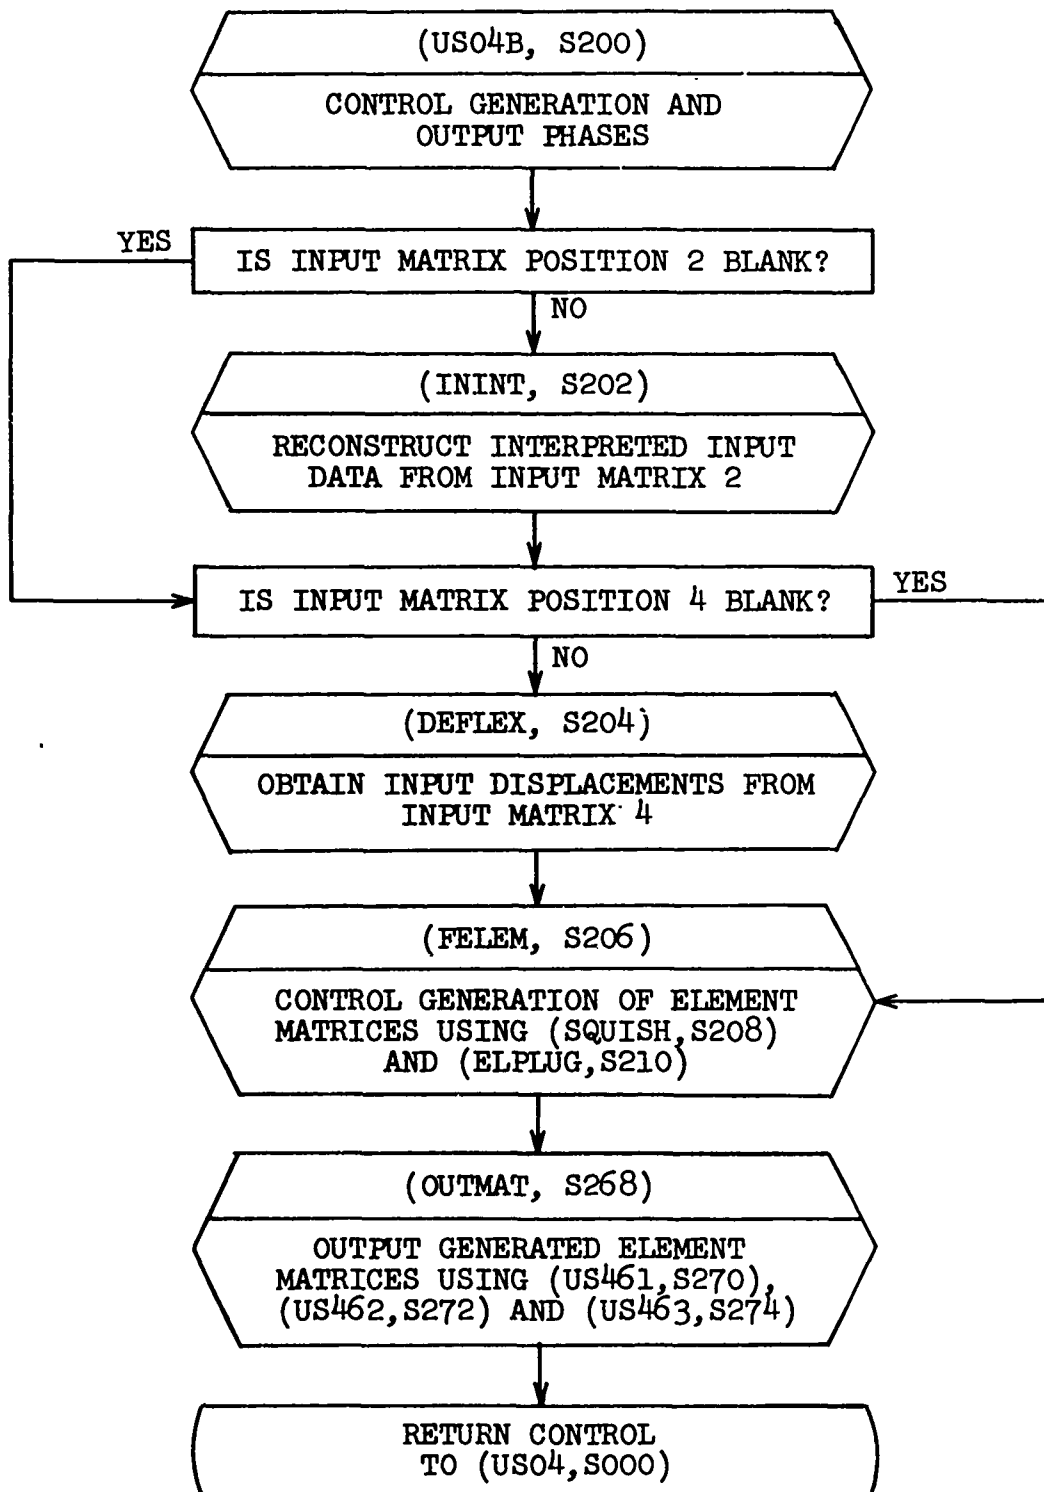 (US04B, S200)
CONTROL GENERATION AND
OUTPUT PHASES
YES
IS INPUT MATRIX POSITION 2 BLANK?
NO
(ININT, S202)
RECONSTRUCT INTERPRETED INPUT
DATA FROM INPUT MATRIX 2
IS INPUT MATRIX POSITION 4 BLANK?
YES
NO
(DEFLEX, S204)
OBTAIN INPUT DISPLACEMENTS FROM
INPUT MATRIX 4
(FELEM, S206)
CONTROL GENERATION OF ELEMENT
MATRICES USING (SQUISH,S208)
AND (ELPLUG,S210)
(OUTMAT, S268)
OUTPUT GENERATED ELEMENT
MATRICES USING (US461,S270),
(US462,S272) AND (US463,S274)
RETURN CONTROL
TO (US04,S000)